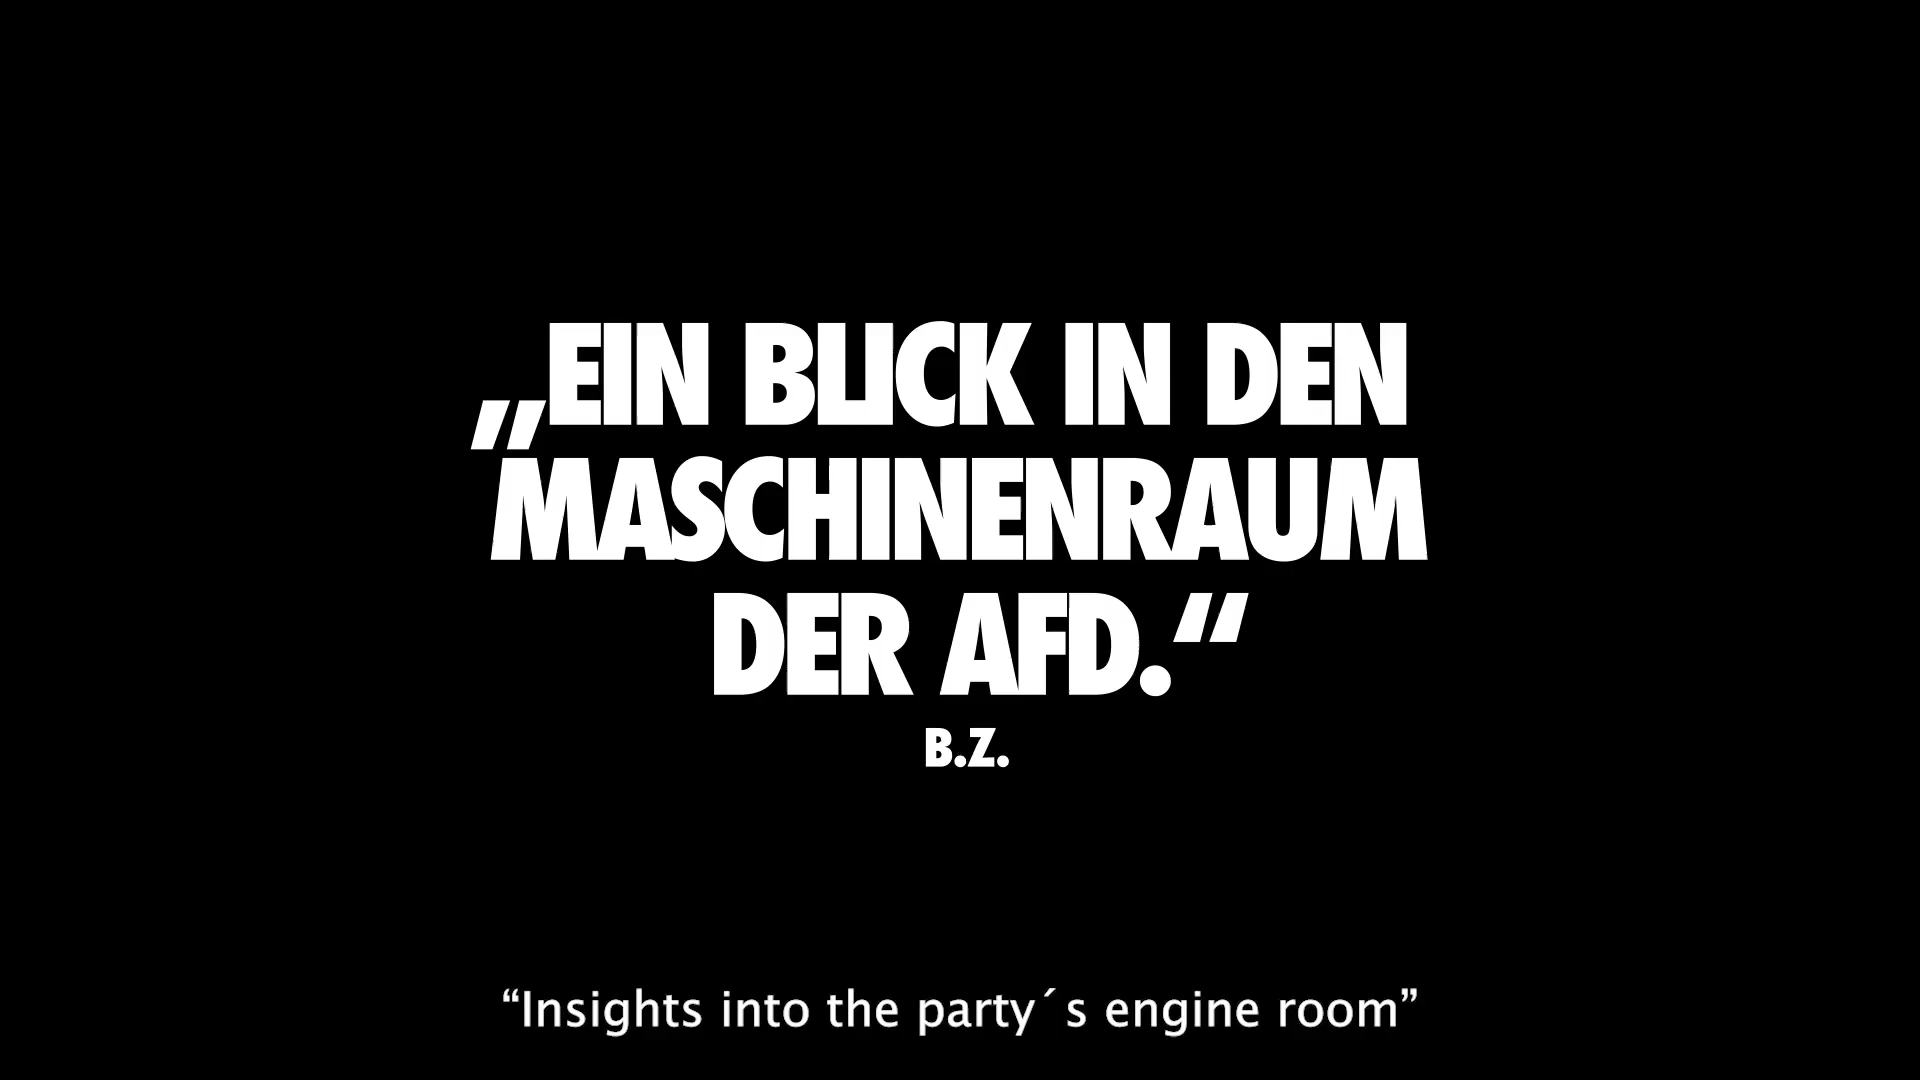 „EIN BLICK IN DEN
MASCHINENRAUM
DER AFD.“
B.Z.
“Insights into the party´s engine room”